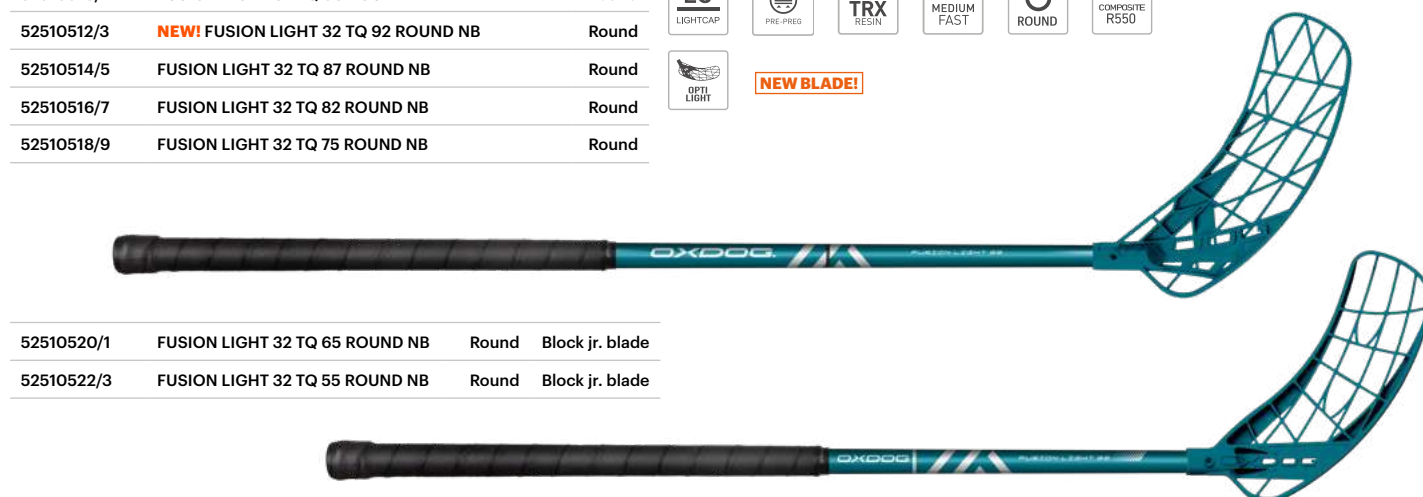 52510512/3 NEW! FUSION LIGHT 32 TQ 92 ROUND NB Round
52510514/5 FUSION LIGHT 32 TQ 87 ROUND NB Round
52510516/7 FUSION LIGHT 32 TQ 82 ROUND NB Round
52510518/9 FUSION LIGHT 32 TQ 75 ROUND NB Round
LIGHTCAP
PRE-PREG
TRX
RESIN
MEDIUM
FAST
ROUND
COMPOSITE
R550
OPTI
LIGHT
NEW BLADE!
OXDOG
FUSION LIGHT
52510520/1 FUSION LIGHT 32 TQ 65 ROUND NB Round Block jr. blade
52510522/3 FUSION LIGHT 32 TQ 55 ROUND NB Round Block jr. blade
OXDOG
FUSION LIGHT